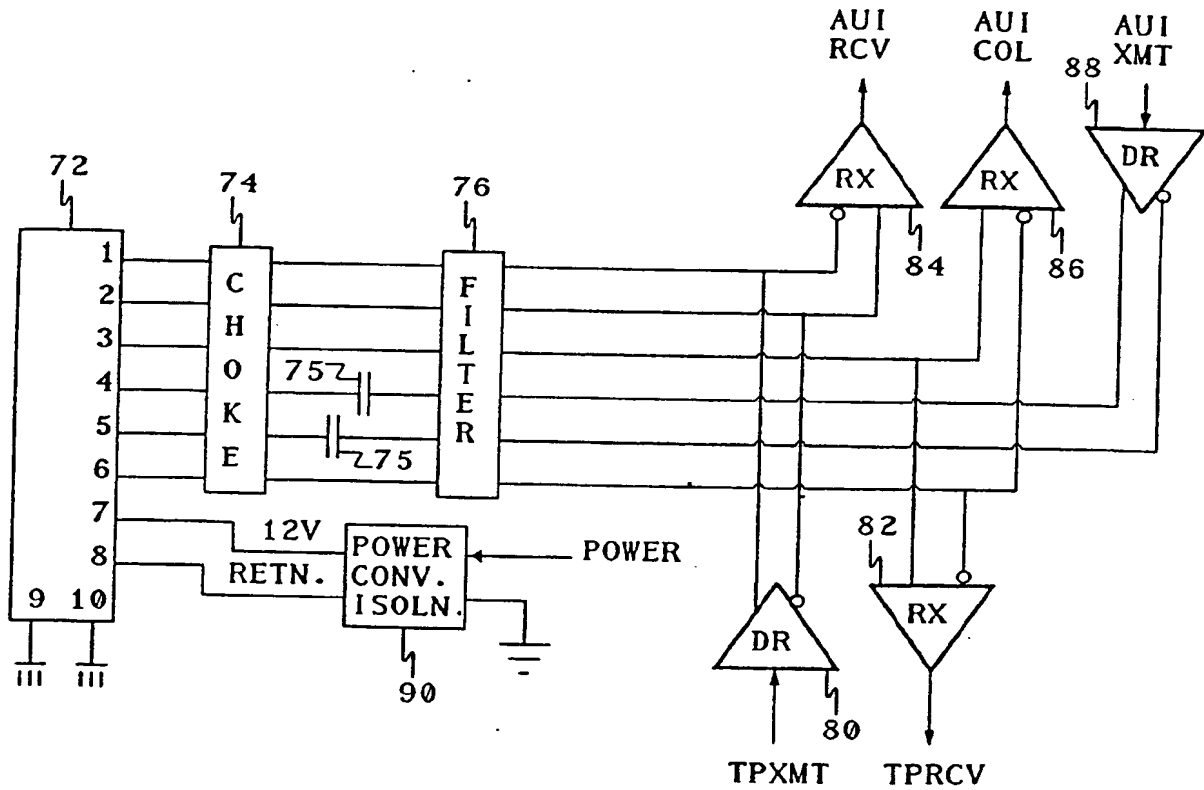 AUI RCV
AUI COL
AUI XMT
88
DR
RX
RX
84
86
72
74
76
1
2
3
4
5
6
7
8
9 10
CHOKE
FILTER
75
75
12V
RETN.
POWER
CONV.
ISOLN.
POWER
90
82
RX
DR
80
TPXMT
TPRCV